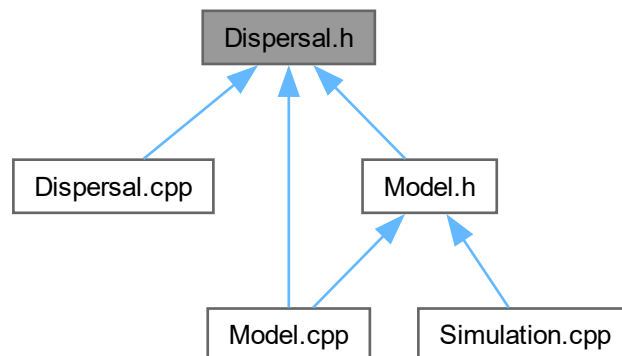 Dispersal.h
Dispersal.cpp
Model.h
Model.cpp
Simulation.cpp